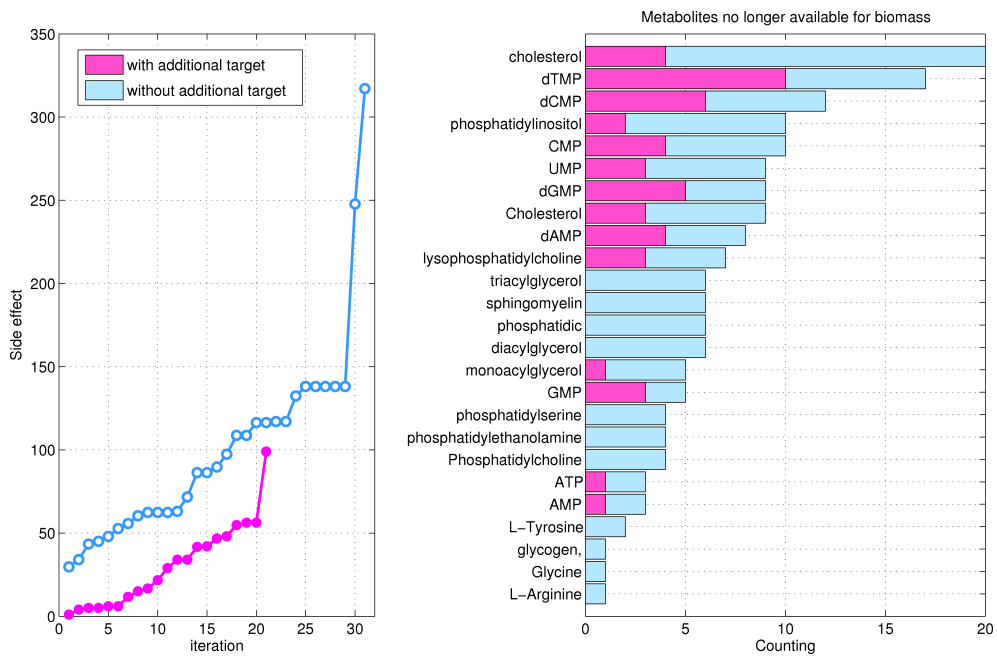 350
300
250
200
150
100
50
0
Side effect
with additional target
without additional target
0
5
10
15
20
25
30
iteration
Metabolites no longer available for biomass
cholesterol
dTMP
dCMP
phosphatidylinositol
CMP
UMP
dGMP
Cholesterol
dAMP
lysophosphatidylcholine
triacylglycerol
sphingomyelin
phosphatidic
diacylglycerol
monoacylglycerol
GMP
phosphatidylserine
phosphatidylethanolamine
Phosphatidylcholine
ATP
AMP
L−Tyrosine
glycogen,
Glycine
L−Arginine
0
5
10
15
20
Counting